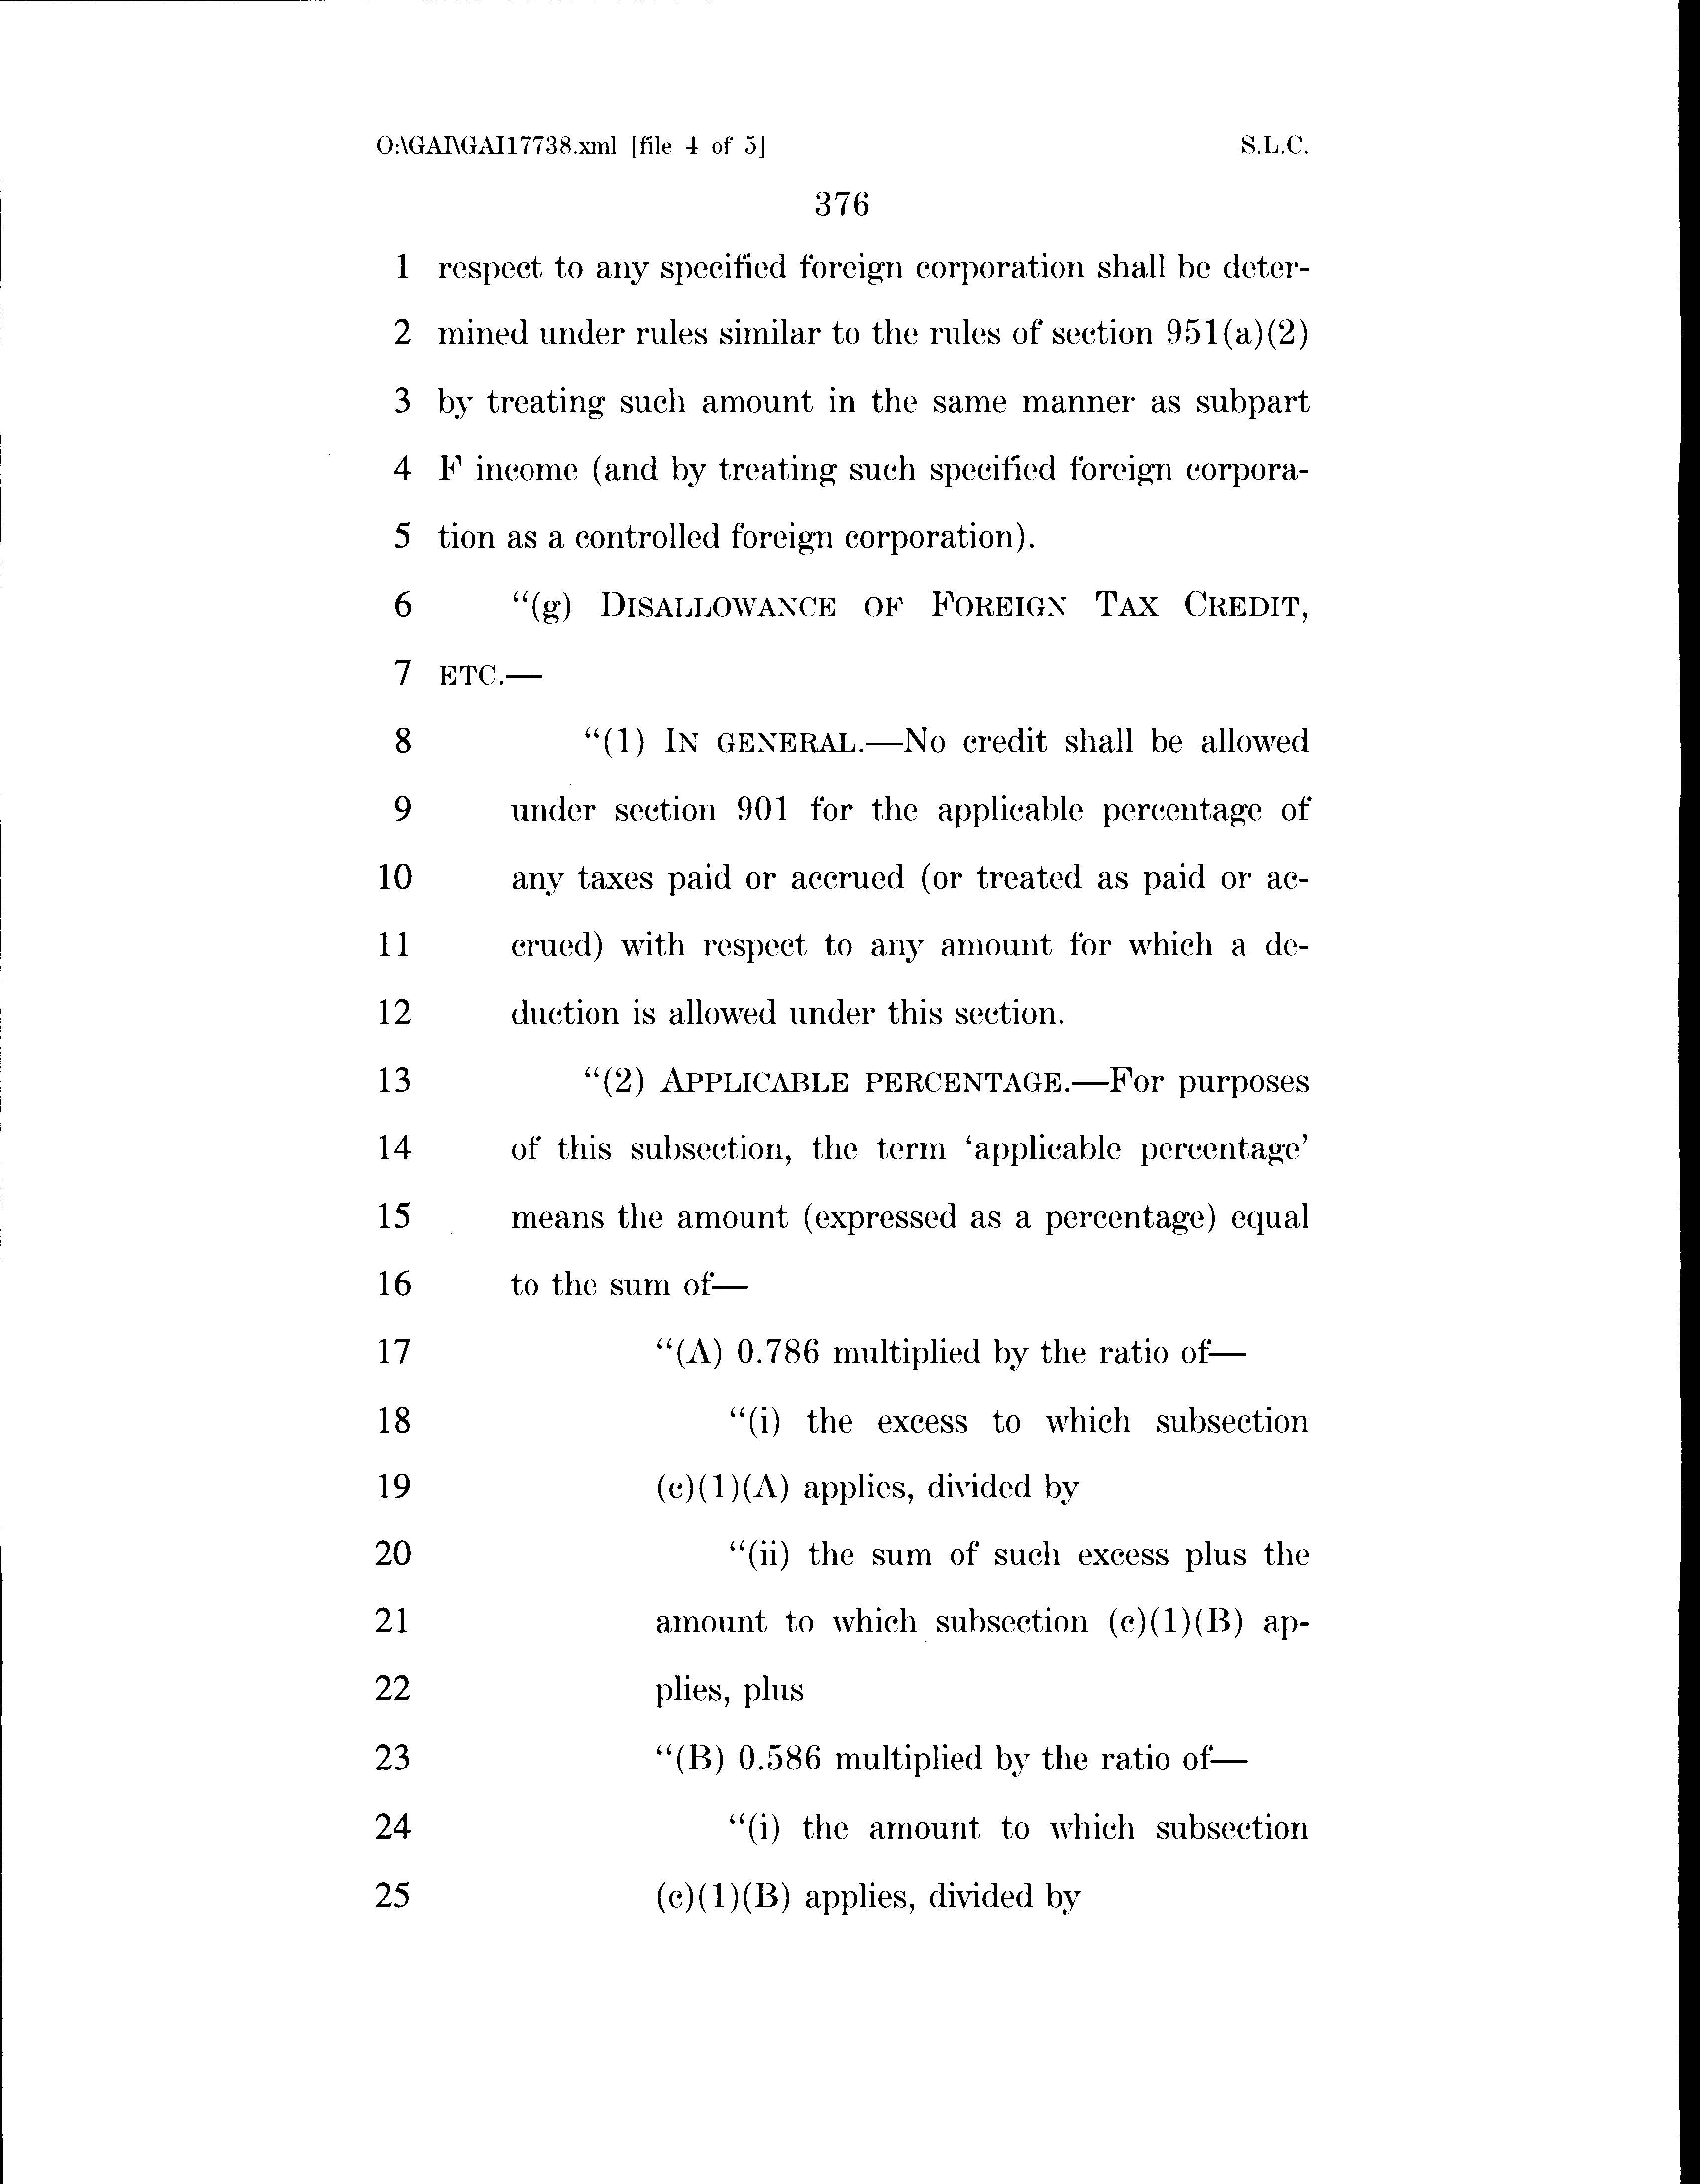 O:\GAI\GAI17738.xml [file 4 of 5] S.L.C.
376
1 respect to any specified foreign corporation shall be deter-
2 mined under rules similar to the rules of section 951(a)(2)
3 by treating such amount in the same manner as subpart
4 F income (and by treating such specified foreign corpora-
5 tion as a controlled foreign corporation).
6 “(g) DISALLOWANCE OF FOREIGN TAX CREDIT,
7 ETC.—
8 “(1) IN GENERAL.—No credit shall be allowed
9 under section 901 for the applicable percentage of
10 any taxes paid or accrued (or treated as paid or ac-
11 crued) with respect to any amount for which a de-
12 duction is allowed under this section.
13 “(2) APPLICABLE PERCENTAGE.—For purposes
14 of this subsection, the term ‘applicable percentage’
15 means the amount (expressed as a percentage) equal
16 to the sum of—
17 “(A) 0.786 multiplied by the ratio of—
18 “(i) the excess to which subsection
19 (c)(1)(A) applies, divided by
20 “(ii) the sum of such excess plus the
21 amount to which subsection (c)(1)(B) ap-
22 plies, plus
23 “(B) 0.586 multiplied by the ratio of—
24 “(i) the amount to which subsection
25 (c)(1)(B) applies, divided by